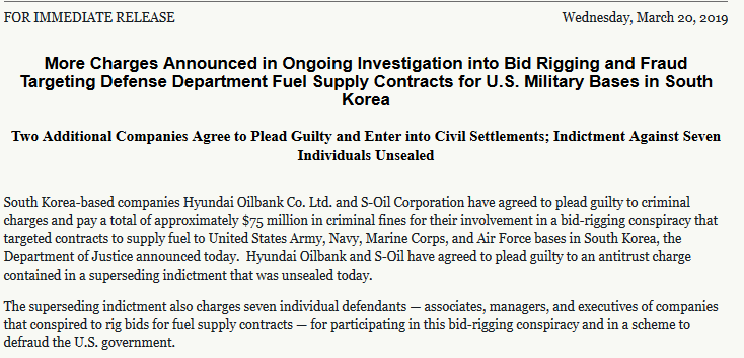 FOR IMMEDIATE RELEASE
Wednesday, March 20, 2019
More Charges Announced in Ongoing Investigation into Bid Rigging and Fraud
Targeting Defense Department Fuel Supply Contracts for U.S. Military Bases in South
Korea
Two Additional Companies Agree to Plead Guilty and Enter into Civil Settlements; Indictment Against Seven
Individuals Unsealed
South Korea-based companies Hyundai Oilbank Co. Ltd. and S-Oil Corporation have agreed to plead guilty to criminal
charges and pay a total of approximately $75 million in criminal fines for their involvement in a bid-rigging conspiracy that
targeted contracts to supply fuel to United States Army, Navy, Marine Corps, and Air Force bases in South Korea, the
Department of Justice announced today.  Hyundai Oilbank and S-Oil have agreed to plead guilty to an antitrust charge
contained in a superseding indictment that was unsealed today.
The superseding indictment also charges seven individual defendants — associates, managers, and executives of companies
that conspired to rig bids for fuel supply contracts — for participating in this bid-rigging conspiracy and in a scheme to
defraud the U.S. government.